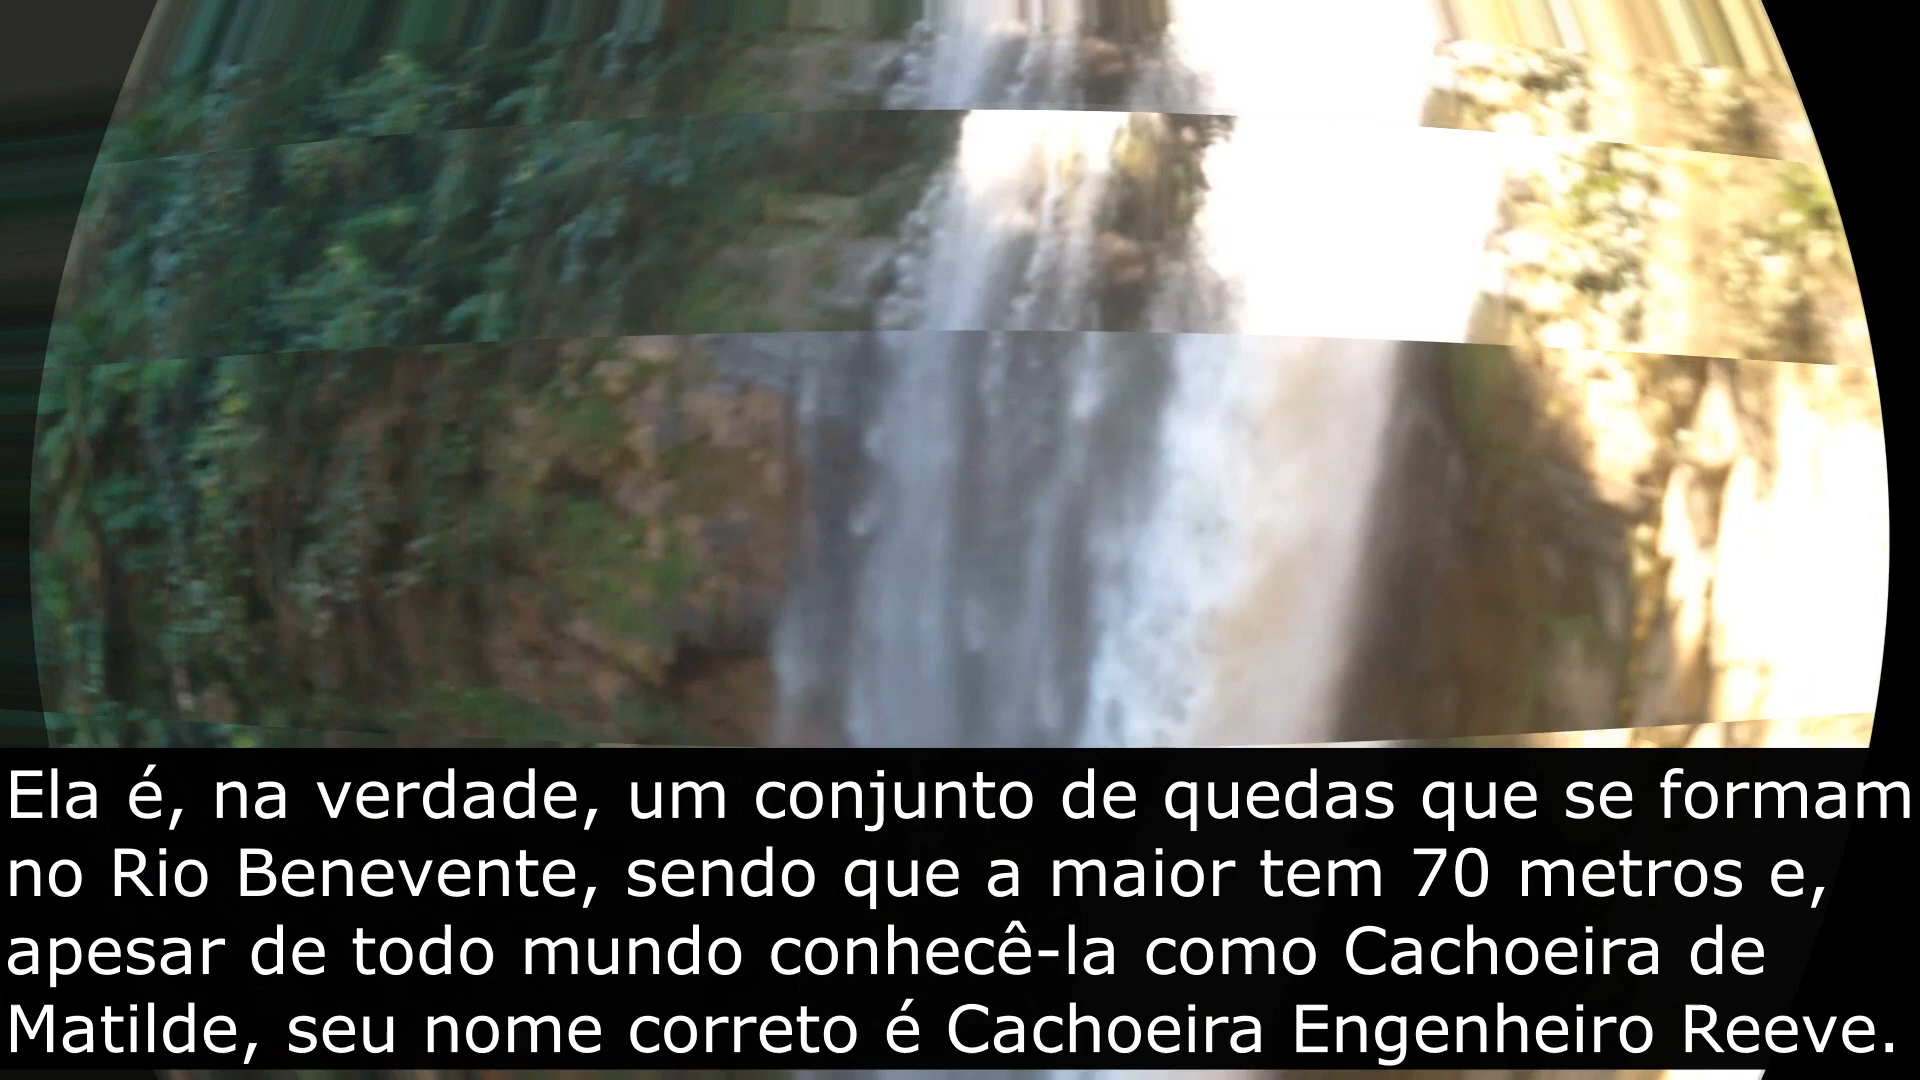 Ela é, na verdade, um conjunto de quedas que se formam
no Rio Benevente, sendo que a maior tem 70 metros e,
apesar de todo mundo conhecê-la como Cachoeira de
Matilde, seu nome correto é Cachoeira Engenheiro Reeve.